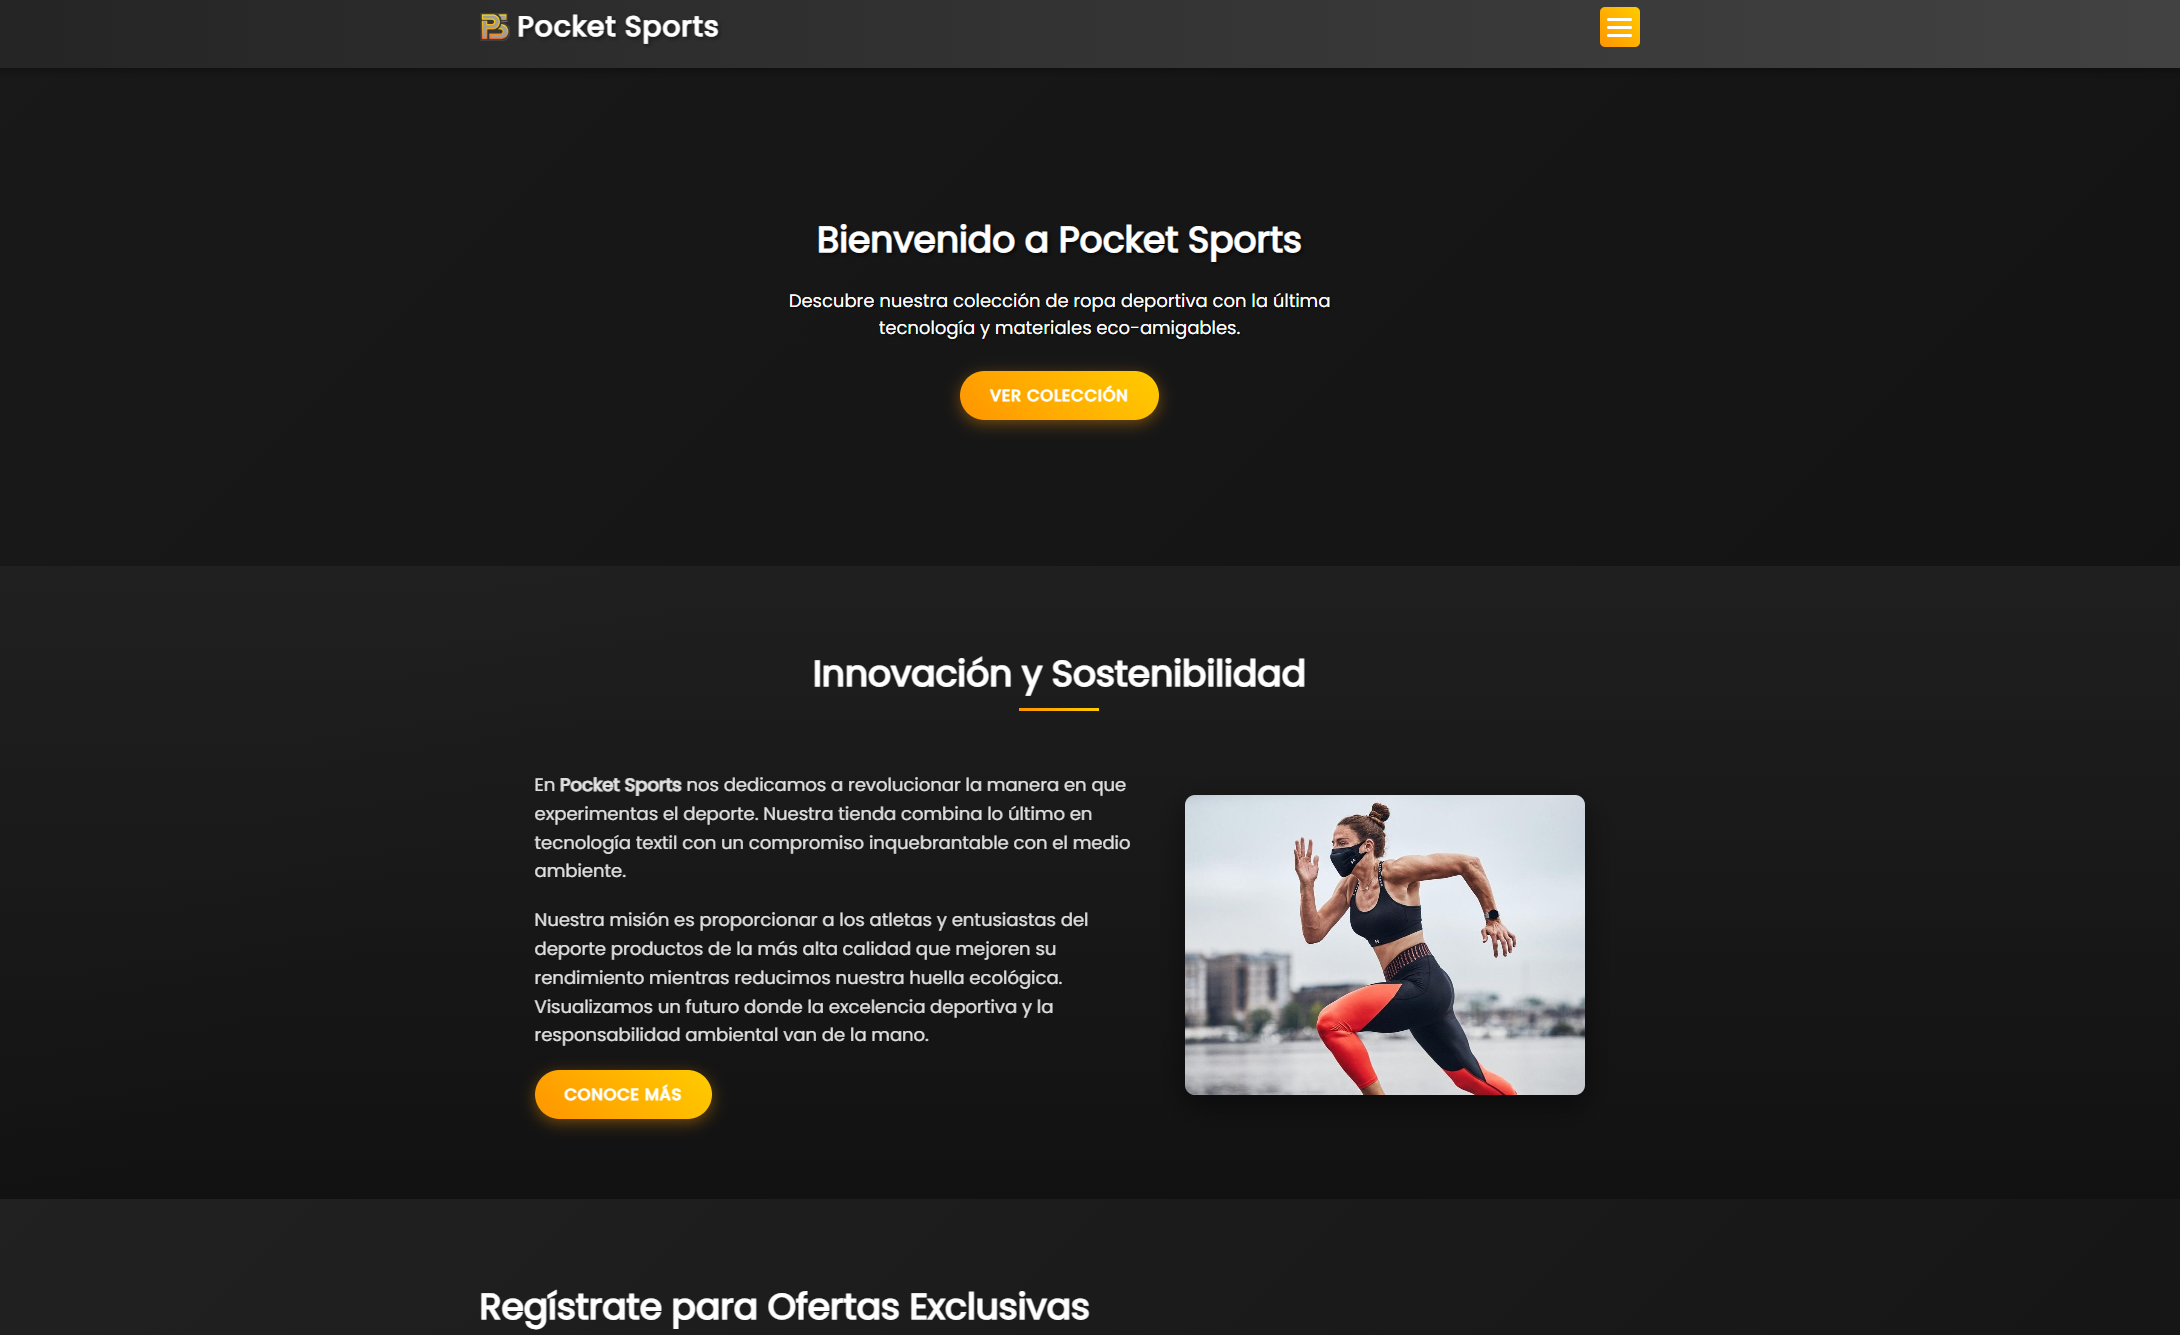 Pocket Sports
Bienvenido a Pocket Sports
Descubre nuestra colección de ropa deportiva con la última
tecnología y materiales eco-amigables.
VER COLECCIÓN
Innovación y Sostenibilidad
En Pocket Sports nos dedicamos a revolucionar la manera en que
experimentas el deporte. Nuestra tienda combina lo último en
tecnología textil con un compromiso inquebrantable con el medio
ambiente.
Nuestra misión es proporcionar a los atletas y entusiastas del
deporte productos de la más alta calidad que mejoren su
rendimiento mientras reducimos nuestra huella ecológica.
Visualizamos un futuro donde la excelencia deportiva y la
responsabilidad ambiental van de la mano.
CONOCE MÁS
Regístrate para Ofertas Exclusivas